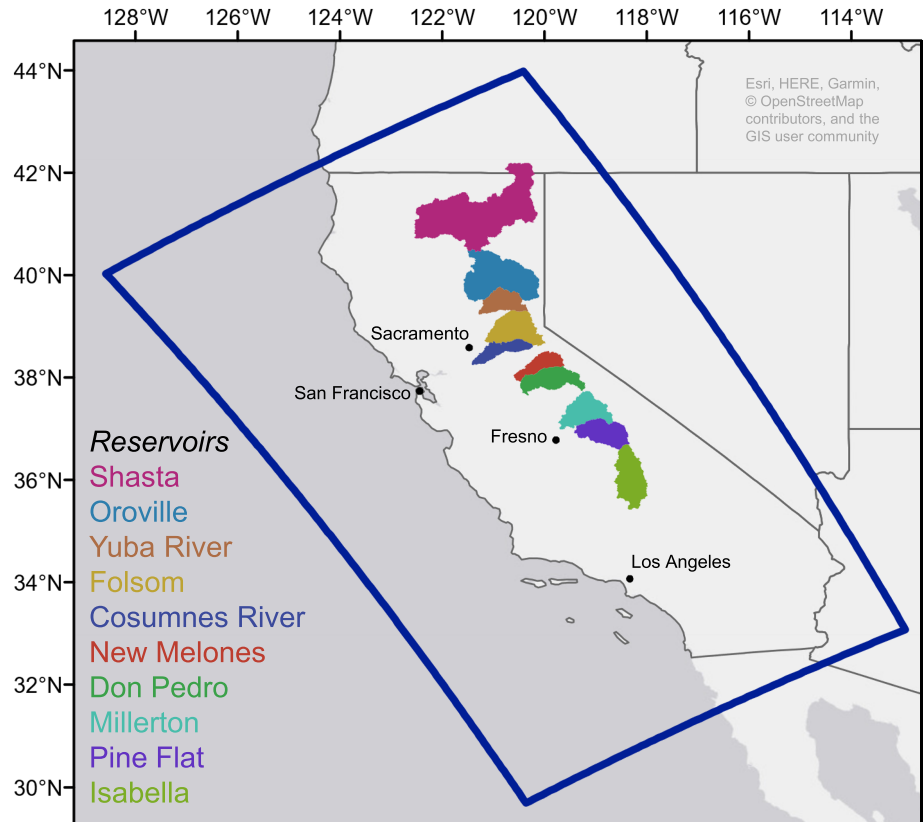 128°W 126°W 124°W 122°W 120°W 118°W 116°W 114°W
44°N
Esri, HERE, Garmin,
© OpenStreetMap
contributors, and the
GIS user community
42°N
40°N
Sacramento
38°N
San Francisco
Fresno
36°N
Los Angeles
34°N
32°N
30°N
Reservoirs
Shasta
Oroville
Yuba River
Folsom
Cosumnes River
New Melones
Don Pedro
Millerton
Pine Flat
Isabella